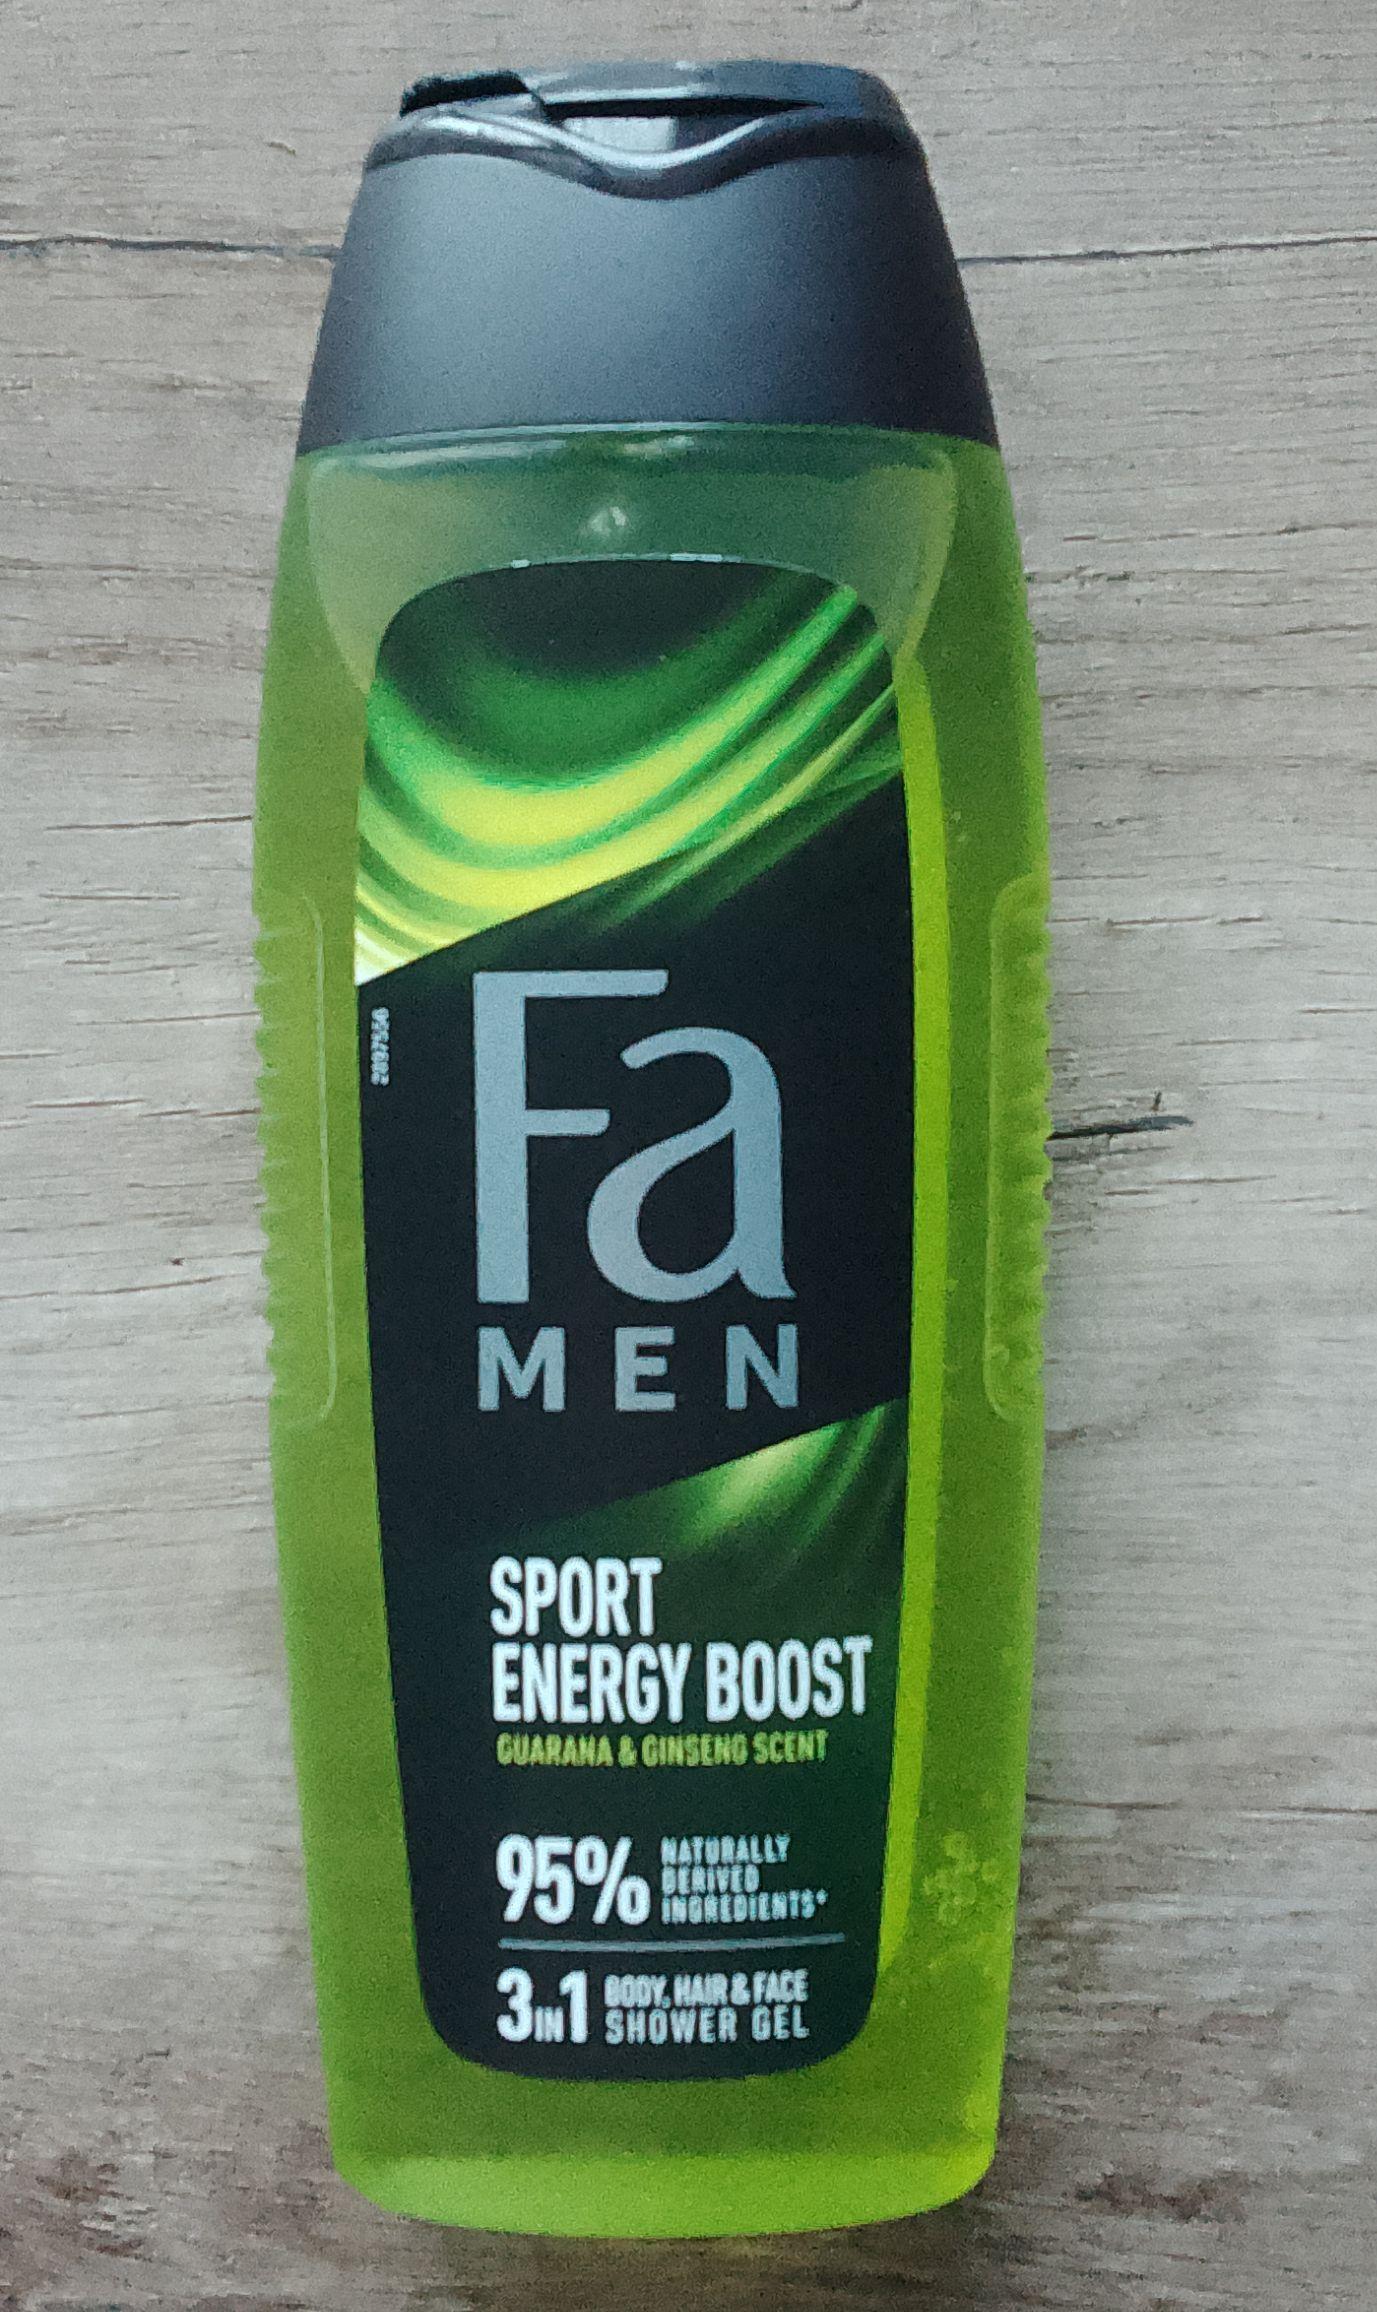 Fa
MEN
SPORT
ENERGY BOOST
GUARANA & GINSENG SCENT
95% NATURALLY
DERIVED
INGREDIENTS*
3IN1 BODY, HAIR & FACE
SHOWER GEL